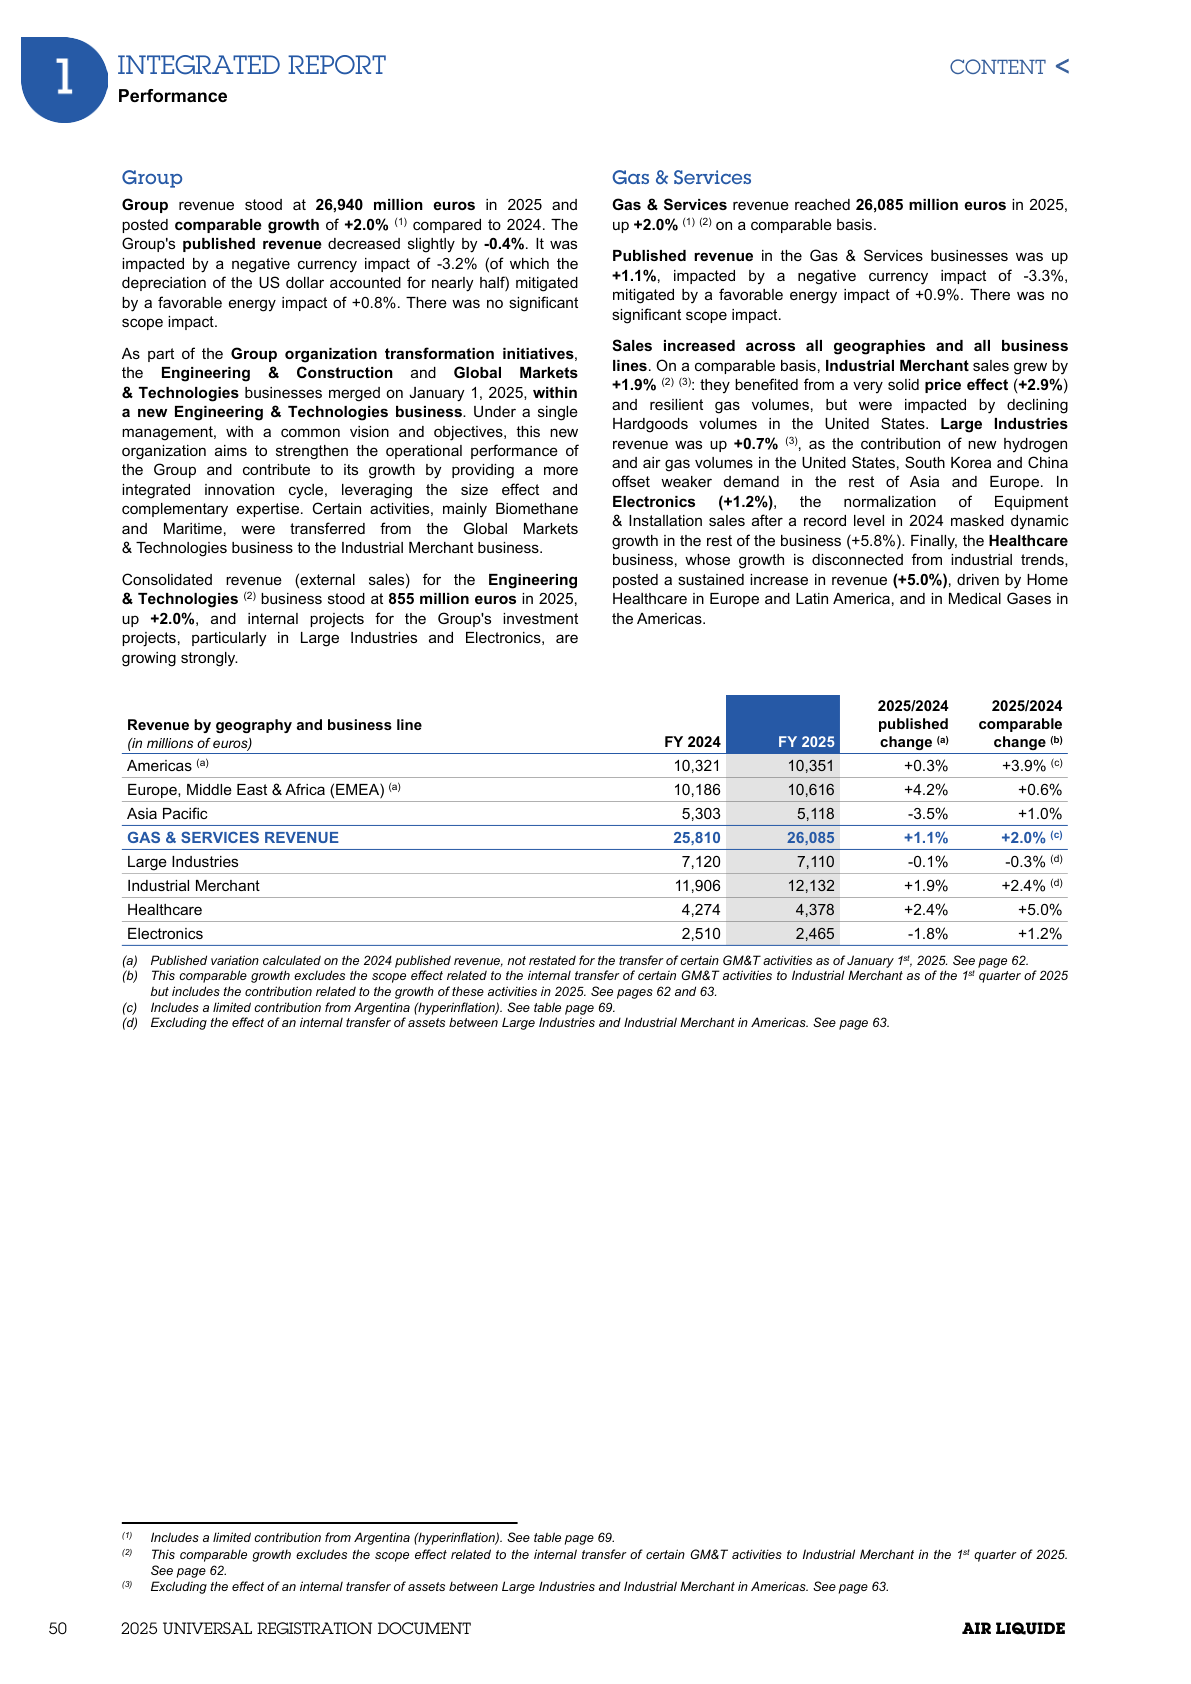 1
INTEGRATED REPORT
CONTENT <
Performance
Group
Group revenue stood at 26,940 million euros in 2025 and
posted comparable growth of +2.0% (1) compared to 2024. The
Group's published revenue decreased slightly by -0.4%. It was
impacted by a negative currency impact of -3.2% (of which the
depreciation of the US dollar accounted for nearly half) mitigated
by a favorable energy impact of +0.8%. There was no significant
scope impact.
As part of the Group organization transformation initiatives,
the Engineering & Construction and Global Markets
& Technologies businesses merged on January 1, 2025, within
a new Engineering & Technologies business. Under a single
management, with a common vision and objectives, this new
organization aims to strengthen the operational performance of
the Group and contribute to its growth by providing a more
integrated innovation cycle, leveraging the size effect and
complementary expertise. Certain activities, mainly Biomethane
and Maritime, were transferred from the Global Markets
& Technologies business to the Industrial Merchant business.
Consolidated revenue (external sales) for the Engineering
& Technologies (2) business stood at 855 million euros in 2025,
up +2.0%, and internal projects for the Group's investment
projects, particularly in Large Industries and Electronics, are
growing strongly.
Gas & Services
Gas & Services revenue reached 26,085 million euros in 2025,
up +2.0% (1) (2) on a comparable basis.
Published revenue in the Gas & Services businesses was up
+1.1%, impacted by a negative currency impact of -3.3%,
mitigated by a favorable energy impact of +0.9%. There was no
significant scope impact.
Sales increased across all geographies and all business
lines. On a comparable basis, Industrial Merchant sales grew by
+1.9% (2) (3): they benefited from a very solid price effect (+2.9%)
and resilient gas volumes, but were impacted by declining
Hardgoods volumes in the United States. Large Industries
revenue was up +0.7% (3), as the contribution of new hydrogen
and air gas volumes in the United States, South Korea and China
offset weaker demand in the rest of Asia and Europe. In
Electronics (+1.2%), the normalization of Equipment
& Installation sales after a record level in 2024 masked dynamic
growth in the rest of the business (+5.8%). Finally, the Healthcare
business, whose growth is disconnected from industrial trends,
posted a sustained increase in revenue (+5.0%), driven by Home
Healthcare in Europe and Latin America, and in Medical Gases in
the Americas.
Revenue by geography and business line
(in millions of euros) FY 2024 FY 2025 2025/2024 published change (a) 2025/2024 comparable change (b)
Americas (a) 10,321 10,351 +0.3% +3.9% (c)
Europe, Middle East & Africa (EMEA) (a) 10,186 10,616 +4.2% +0.6%
Asia Pacific 5,303 5,118 -3.5% +1.0%
GAS & SERVICES REVENUE 25,810 26,085 +1.1% +2.0% (c)
Large Industries 7,120 7,110 -0.1% -0.3% (d)
Industrial Merchant 11,906 12,132 +1.9% +2.4% (d)
Healthcare 4,274 4,378 +2.4% +5.0%
Electronics 2,510 2,465 -1.8% +1.2%
(a) Published variation calculated on the 2024 published revenue, not restated for the transfer of certain GM&T activities as of January 1st, 2025. See page 62.
(b) This comparable growth excludes the scope effect related to the internal transfer of certain GM&T activities to Industrial Merchant as of the 1st quarter of 2025
but includes the contribution related to the growth of these activities in 2025. See pages 62 and 63.
(c) Includes a limited contribution from Argentina (hyperinflation). See table page 69.
(d) Excluding the effect of an internal transfer of assets between Large Industries and Industrial Merchant in Americas. See page 63.
(1) Includes a limited contribution from Argentina (hyperinflation). See table page 69.
(2) This comparable growth excludes the scope effect related to the internal transfer of certain GM&T activities to Industrial Merchant in the 1st quarter of 2025.
See page 62.
(3) Excluding the effect of an internal transfer of assets between Large Industries and Industrial Merchant in Americas. See page 63.
50 2025 UNIVERSAL REGISTRATION DOCUMENT AIR LIQUIDE